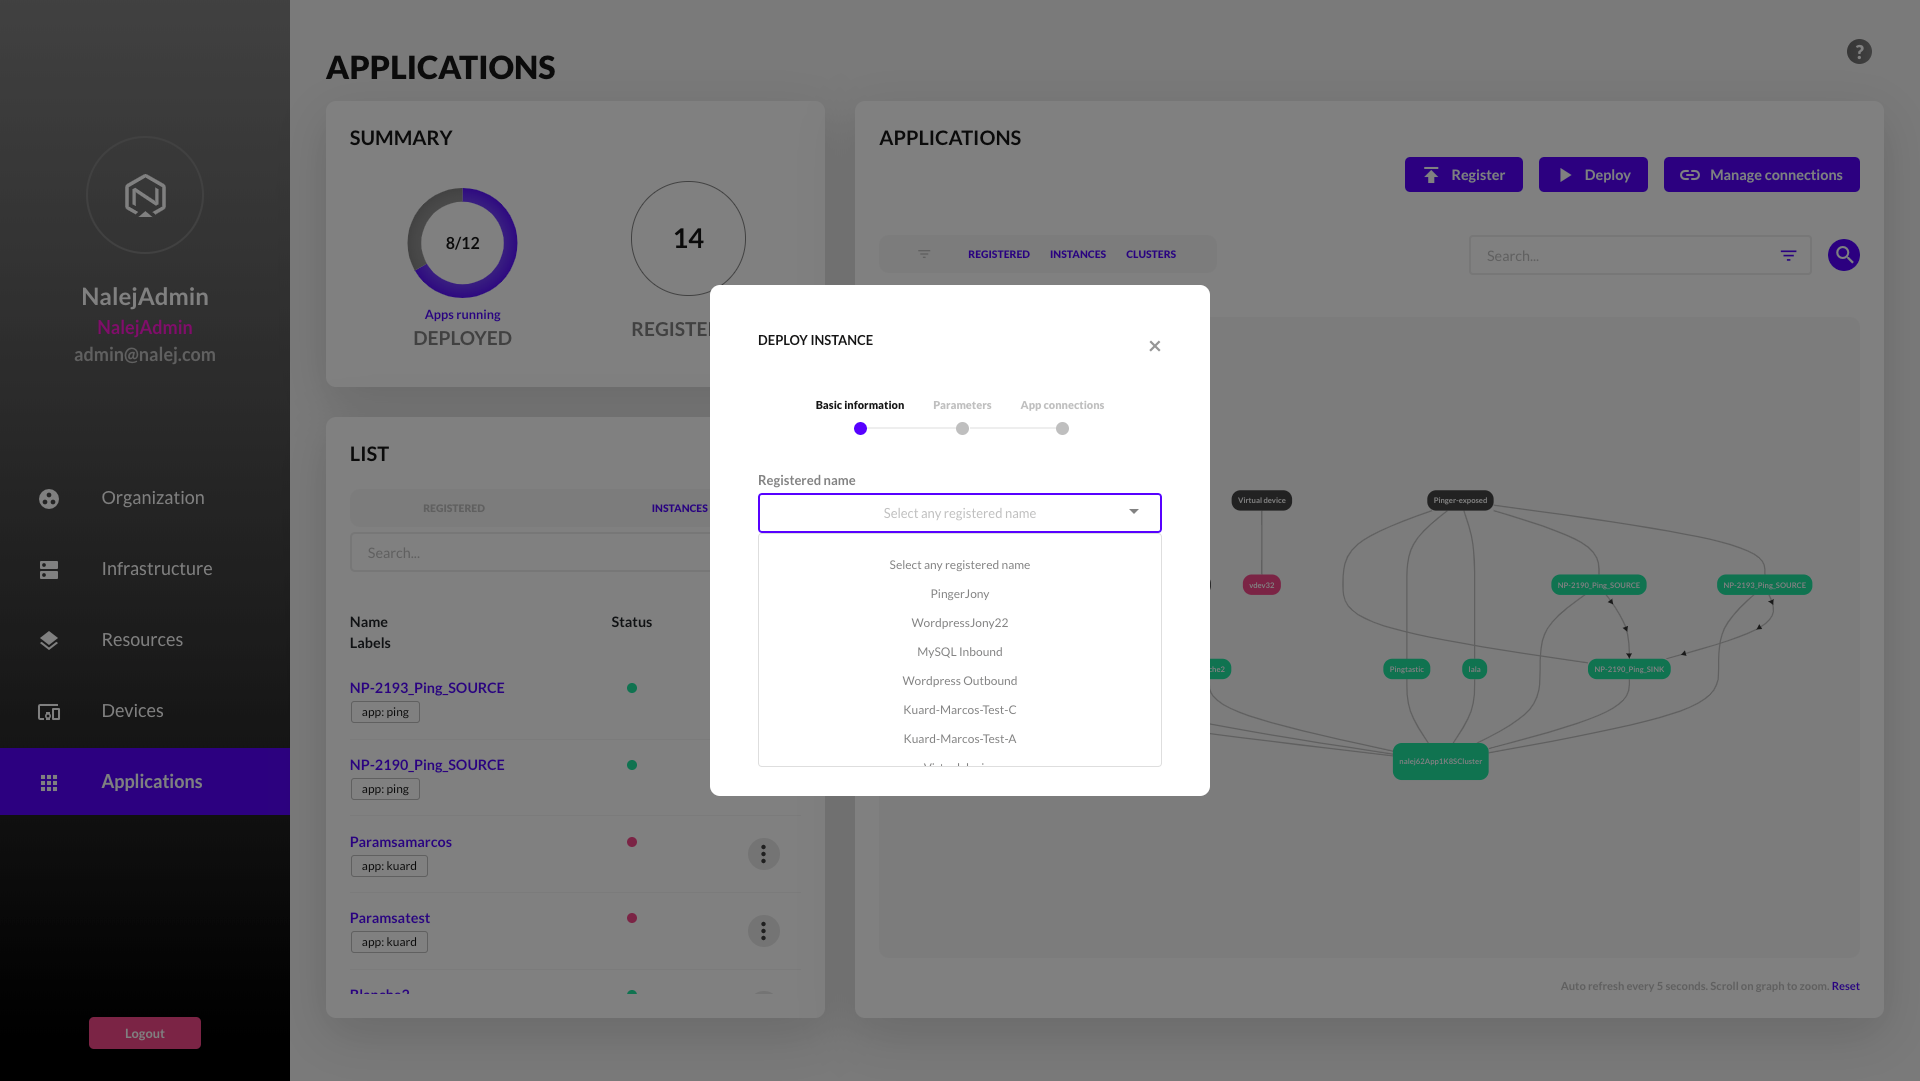 NalejAdmin
NalejAdmin
admin@nalej.com
Organization
Infrastructure
Resources
Devices
Applications
Logout
APPLICATIONS
?
SUMMARY
8/12
Apps running
DEPLOYED
14
LIST
REGISTERED INSTANCES
Search...
Name Status
Labels
NP-2193_Ping_SOURCE
app: ping
NP-2190_Ping_SOURCE
app: ping
Paramsamarcos
app: kuard
Paramsatest
app: kuard
APPLICATIONS
Register Deploy Manage connections
REGISTERED INSTANCES CLUSTERS Search...
DEPLOY INSTANCE
Basic information Parameters App connections
Registered name
Select any registered name
Select any registered name
PingerJony
WordpressJony22
MySQL Inbound
Wordpress Outbound
Kuard-Marcos-Test-C
Kuard-Marcos-Test-A
Virtual device Pinger-exposed
vdev32 NP-2190_Ping_SOURCE NP-2193_Ping_SOURCE
Pingtastic lala NP-2190_Ping_SINK
nalej62App1K8SCluster
Auto refresh every 5 seconds. Scroll on graph to zoom. Reset